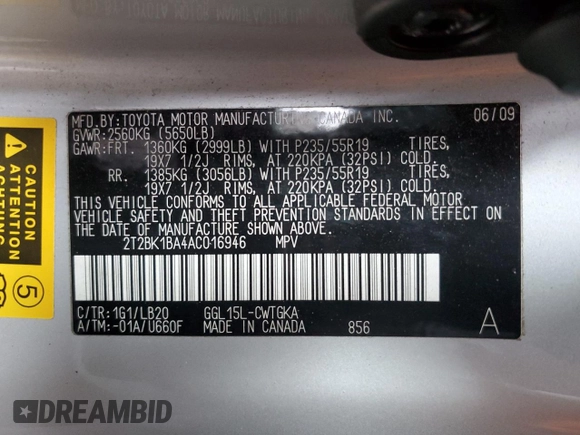 MFD.BY:TOYOTA MOTOR MANUFACTURING CANADA INC. 06/09
GVWR:2560KG (5650LB)
GAWR:FRT. 1360KG (2999LB) WITH P235/55R19 TIRES,
19X7 1/2J RIMS, AT 220KPA (32PSI) COLD.
RR. 1385KG (3056LB) WITH P235/55R19 TIRES,
19X7 1/2J RIMS, AT 220KPA (32PSI) COLD.
THIS VEHICLE CONFORMS TO ALL APPLICABLE FEDERAL MOTOR
VEHICLE SAFETY AND THEFT PREVENTION STANDARDS IN EFFECT ON
THE DATE OF MANUFACTURE SHOWN ABOVE.
2T2BK1BA4AC016946 MPV
C/TR:1G1/LB20 GGL15L-CWTGKA
A/TM:-01A/U660F MADE IN CANADA 856 A
CAUTION
ACHTUNG
5
DREAMBID